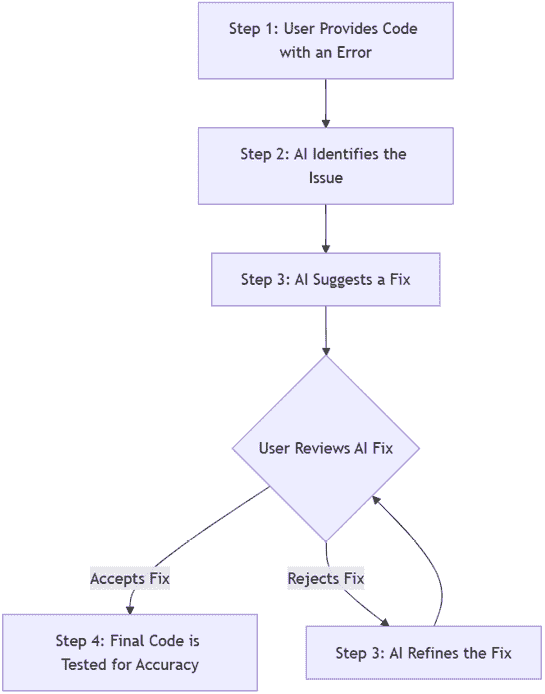 Step 1: User Provides Code
with an Error
Step 2: AI Identifies the
Issue
Step 3: AI Suggests a Fix
User Reviews AI Fix
Accepts Fix
Rejects Fix
Step 4: Final Code is
Tested for Accuracy
Step 3: AI Refines the Fix